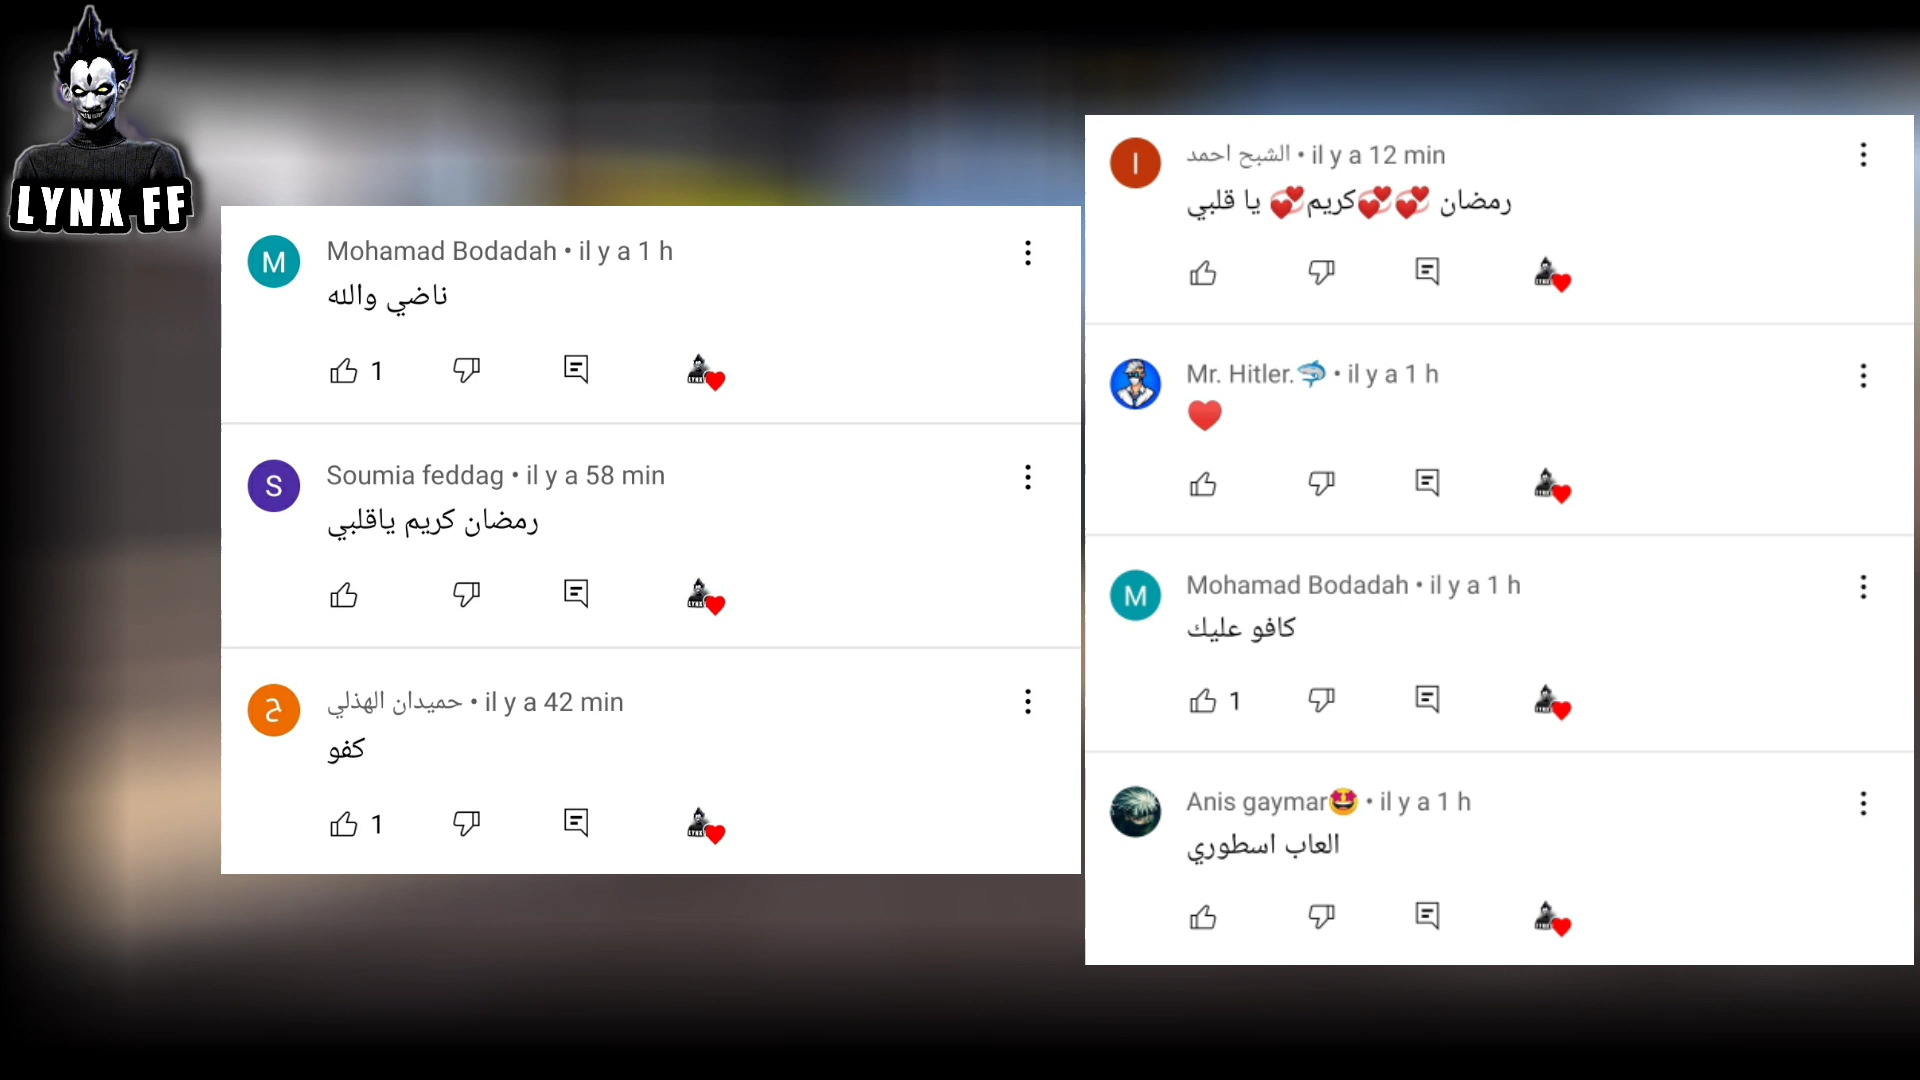 LYNX FF
Mohamad Bodadah • il y a 1 h
ناضي والله
1
Soumia feddag • il y a 58 min
رمضان كريم ياقلبي
ح
حميدان الهذلي • il y a 42 min
كفو
1
الشبح احمد • il y a 12 min
رمضان 💞💞كريم💞 يا قلبي
Mr. Hitler.🦈 • il y a 1 h
❤️
M
Mohamad Bodadah • il y a 1 h
كافو عليك
1
Anis gaymar🤩 • il y a 1 h
العاب اسطوري